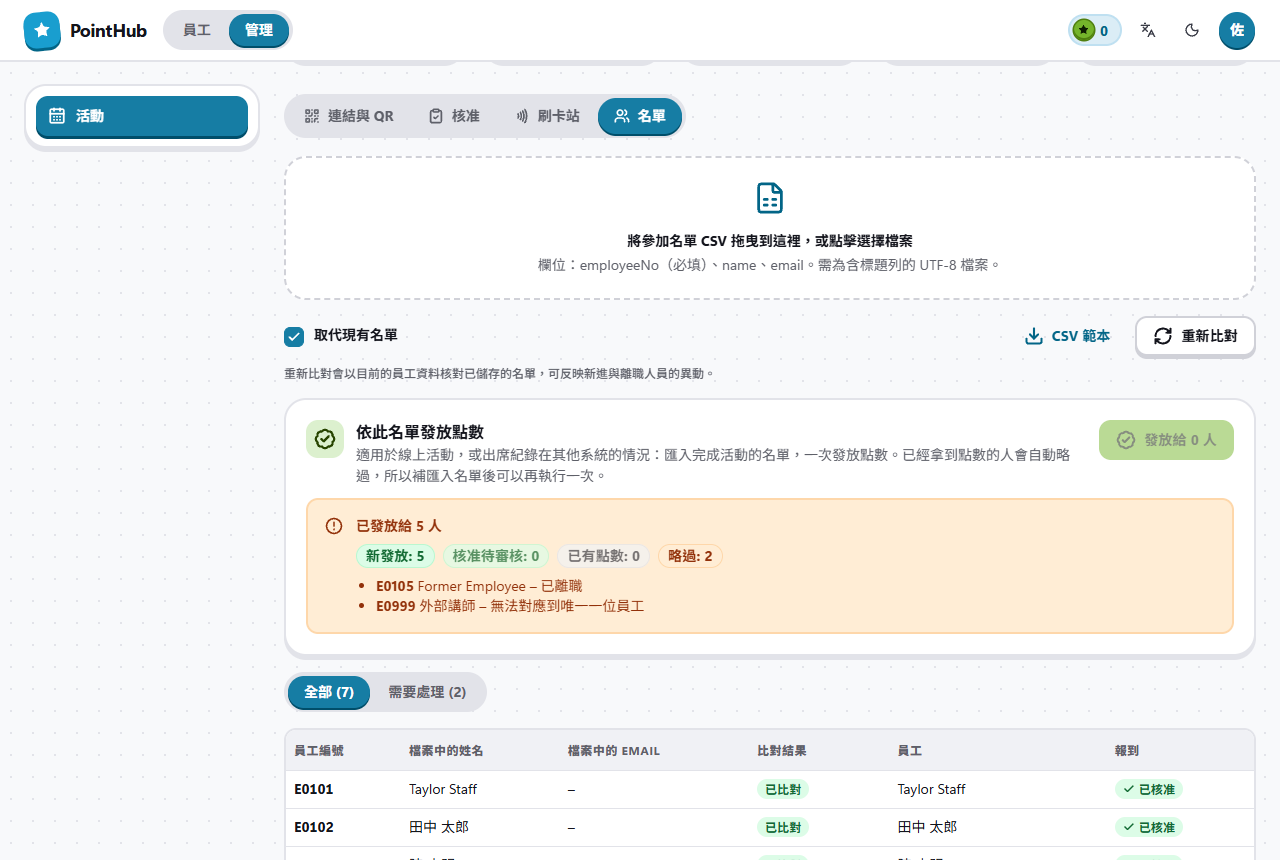 PointHub
員工
管理
0
佐
活動
連結與 QR
核准
刷卡站
名單
將參加名單 CSV 拖曳到這裡，或點擊選擇檔案
欄位：employeeNo（必填）、name、email。需為含標題列的 UTF-8 檔案。
取代現有名單
CSV 範本
重新比對
重新比對會以目前的員工資料核對已儲存的名單，可反映新進與離職人員的異動。
依此名單發放點數
適用於線上活動，或出席紀錄在其他系統的情況：匯入完成活動的名單，一次發放點數。已經拿到點數的人會自動略
過，所以補匯入名單後可以再執行一次。
發放給 0 人
已發放給 5 人
新發放: 5
核准待審核: 0
已有點數: 0
略過: 2
E0105 Former Employee – 已離職
E0999 外部講師 – 無法對應到唯一一位員工
全部 (7)
需要處理 (2)
員工編號 檔案中的姓名 檔案中的 EMAIL 比對結果 員工 報到
E0101 Taylor Staff – 已比對 Taylor Staff 已核准
E0102 田中 太郎 – 已比對 田中 太郎 已核准